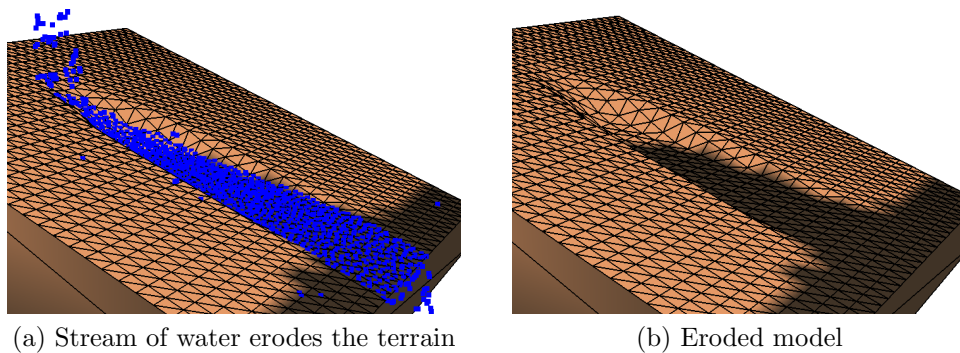 (a) Stream of water erodes the terrain
(b) Eroded model